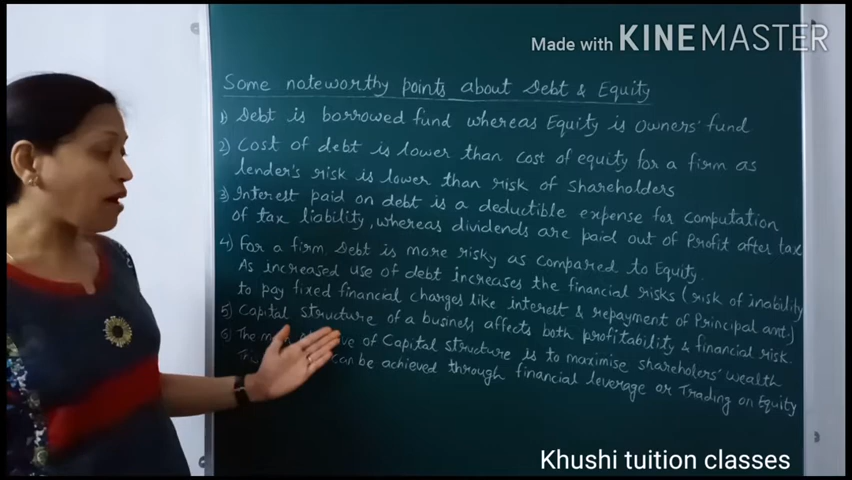 Made with KINEMASTER
Some noteworthy points about Debt & Equity
1) Debt is borrowed fund whereas Equity is Owners' fund
2) Cost of debt is lower than cost of equity for a firm as
lender's risk is lower than risk of shareholders
3) Interest paid on debt is a deductible expense for computation
of tax liability, whereas dividends are paid out of Profit after tax
4) For a firm Debt is more risky as compared to Equity.
As increased use of debt increases the financial risks (risk of inability
to pay fixed financial charges like interest & repayment of Principal amt.)
5) Capital structure of a business affects both profitability & financial risk.
6) The of Capital structure is to maximise shareholers' wealth
can be achieved through financial leverage or Trading on Equity
Khushi tuition classes